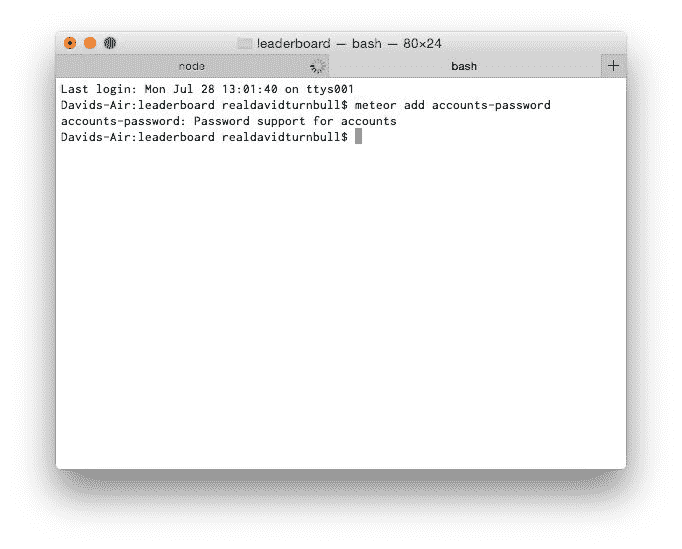 leaderboard — bash — 80×24
node
bash
+
Last login: Mon Jul 28 13:01:40 on ttys001
Davids-Air:leaderboard realdavidturnbull$ meteor add accounts-password
accounts-password: Password support for accounts
Davids-Air:leaderboard realdavidturnbull$